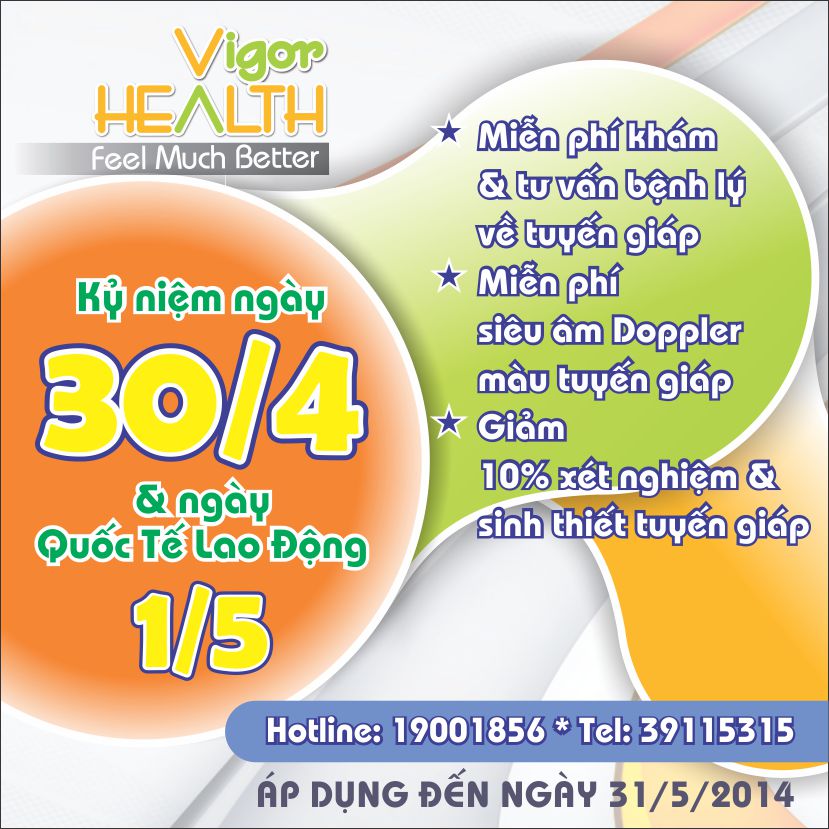 Vigor
HEALTH
Feel Much Better
Kỷ niệm ngày
30/4
& ngày
Quốc Tế Lao Động
1/5
Miễn phí khám
& tư vấn bệnh lý
về tuyến giáp
Miễn phí
siêu âm Doppler
màu tuyến giáp
Giảm
10% xét nghiệm &
sinh thiết tuyến giáp
Hotline: 19001856 * Tel: 39115315
ÁP DỤNG ĐẾN NGÀY 31/5/2014